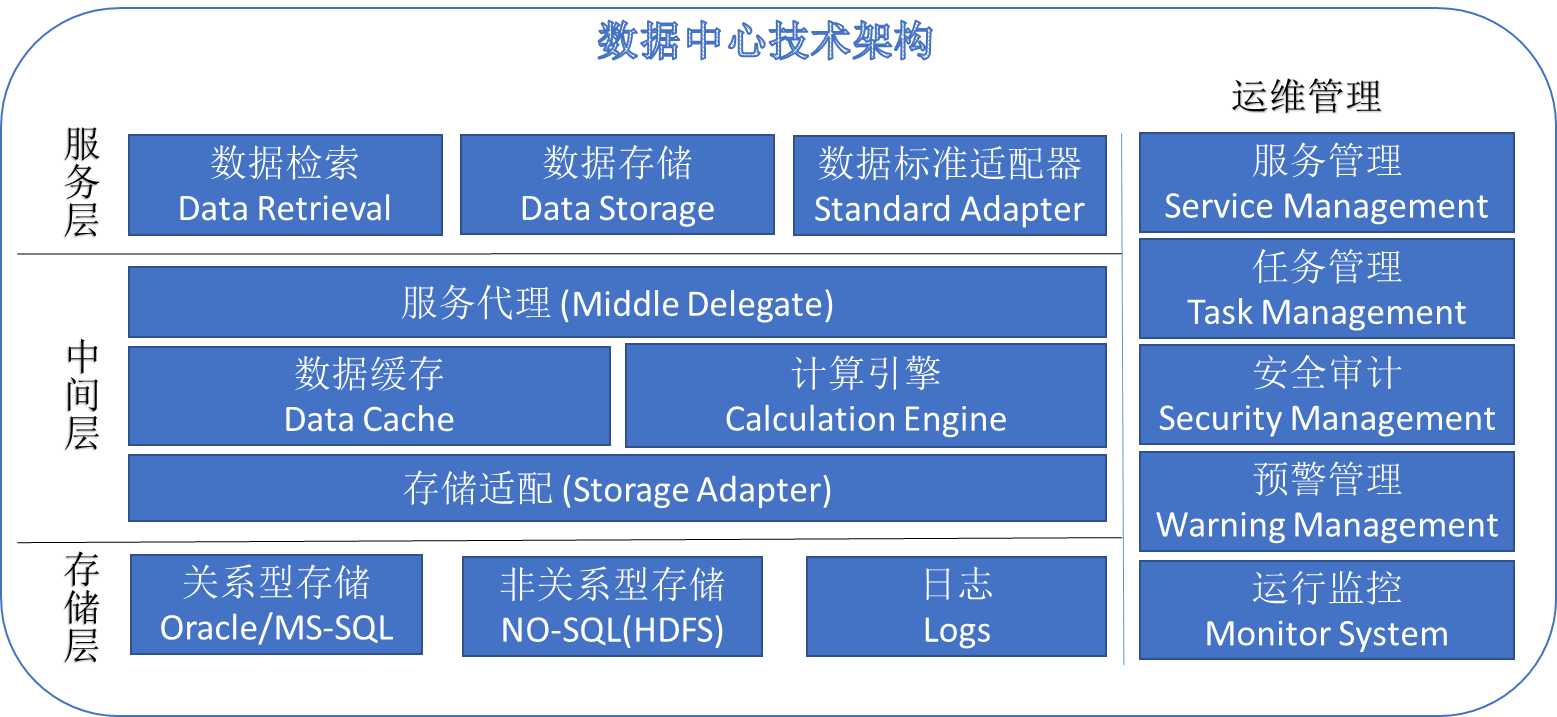 数据中心技术架构
服务层
数据检索
Data Retrieval
数据存储
Data Storage
数据标准适配器
Standard Adapter
中间层
服务代理 (Middle Delegate)
数据缓存
Data Cache
计算引擎
Calculation Engine
存储适配 (Storage Adapter)
存储层
关系型存储
Oracle/MS-SQL
非关系型存储
NO-SQL(HDFS)
日志
Logs
运维管理
服务管理
Service Management
任务管理
Task Management
安全审计
Security Management
预警管理
Warning Management
运行监控
Monitor System